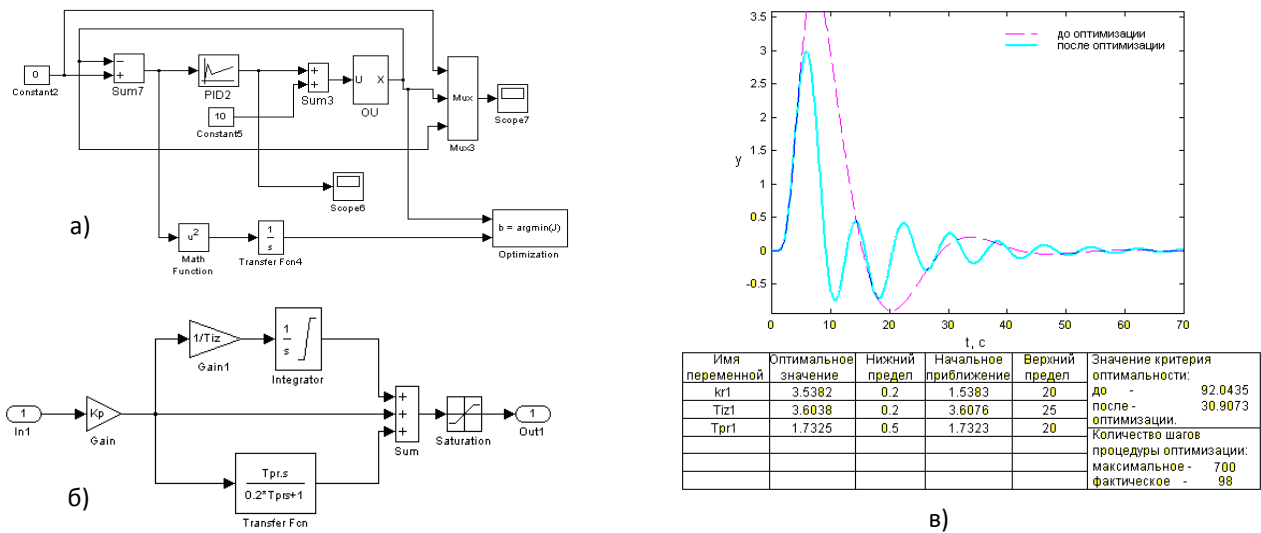 0
Constant2
−
+
Sum7
PID2
10
Constant5
+
+
Sum3
U X
OU
Mux
Mux3
Scope7
Scope6
а)
u²
Math
Function
1
s
Transfer Fcn4
b = argmin(J)
Optimization
1
In1
Kp
Gain
1/Tiz
Gain1
1
s
Integrator
Tpr.s
0.2*Tprs+1
Transfer Fcn
+
+
+
Sum
Saturation
1
Out1
б)
3.5
3
2.5
2
1.5
1
0.5
0
-0.5
y
до оптимизации
после оптимизации
0 10 20 30 40 50 60 70
t, с
Имя переменной Оптимальное значение Нижний предел Начальное приближение Верхний предел
kr1 3.5382 0.2 1.5383 20
Tiz1 3.6038 0.2 3.6076 25
Tpr1 1.7325 0.5 1.7323 20
Значение критерия
оптимальности:
до - 92.0435
после - 30.9073
оптимизации.
Количество шагов
процедуры оптимизации:
максимальное - 700
фактическое - 98
в)